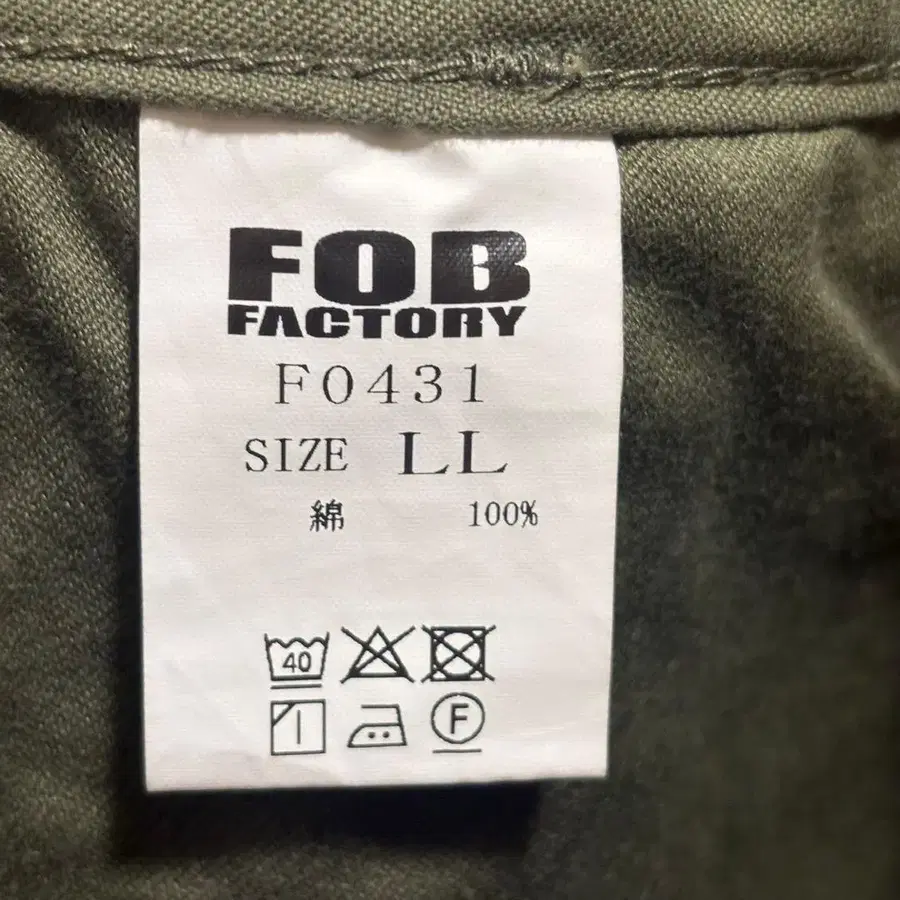 FOB
FACTORY
F0431
SIZE LL
綿 100%
40
F